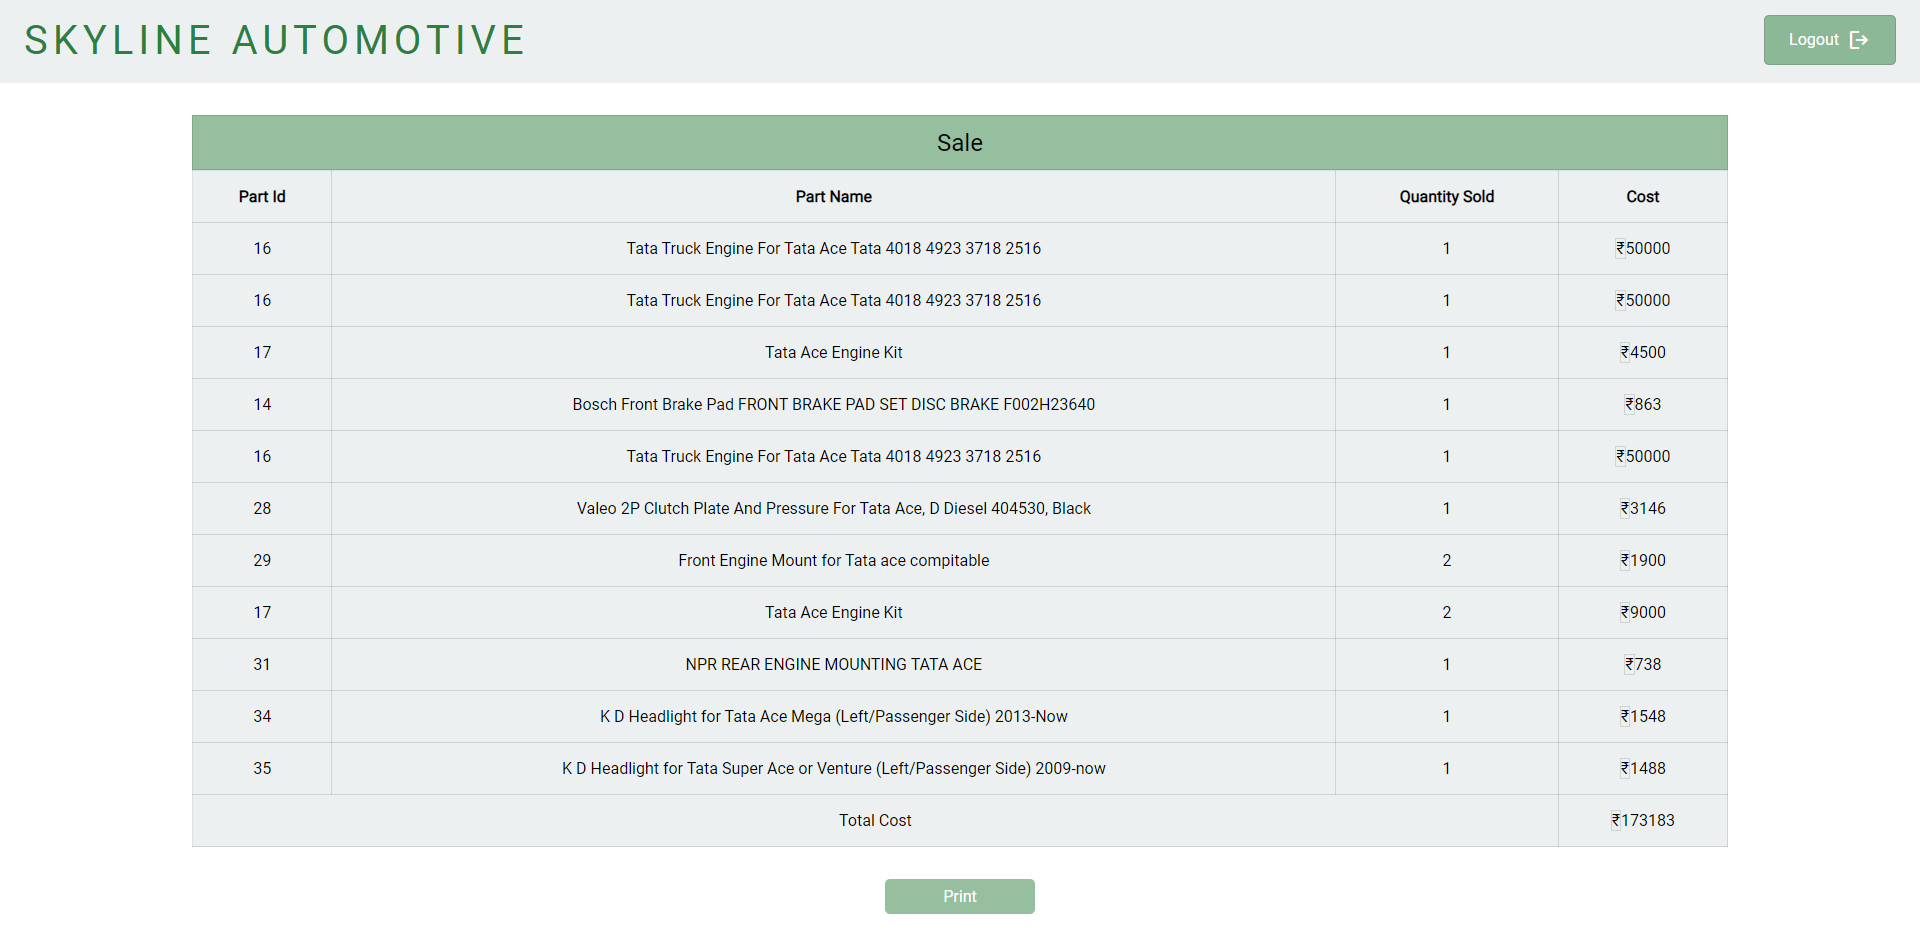 SKYLINE AUTOMOTIVE
Logout
Sale
Part Id Part Name Quantity Sold Cost
16 Tata Truck Engine For Tata Ace Tata 4018 4923 3718 2516 1 ₹50000
16 Tata Truck Engine For Tata Ace Tata 4018 4923 3718 2516 1 ₹50000
17 Tata Ace Engine Kit 1 ₹4500
14 Bosch Front Brake Pad FRONT BRAKE PAD SET DISC BRAKE F002H23640 1 ₹863
16 Tata Truck Engine For Tata Ace Tata 4018 4923 3718 2516 1 ₹50000
28 Valeo 2P Clutch Plate And Pressure For Tata Ace, D Diesel 404530, Black 1 ₹3146
29 Front Engine Mount for Tata ace compitable 2 ₹1900
17 Tata Ace Engine Kit 2 ₹9000
31 NPR REAR ENGINE MOUNTING TATA ACE 1 ₹738
34 K D Headlight for Tata Ace Mega (Left/Passenger Side) 2013-Now 1 ₹1548
35 K D Headlight for Tata Super Ace or Venture (Left/Passenger Side) 2009-now 1 ₹1488
Total Cost ₹173183
Print